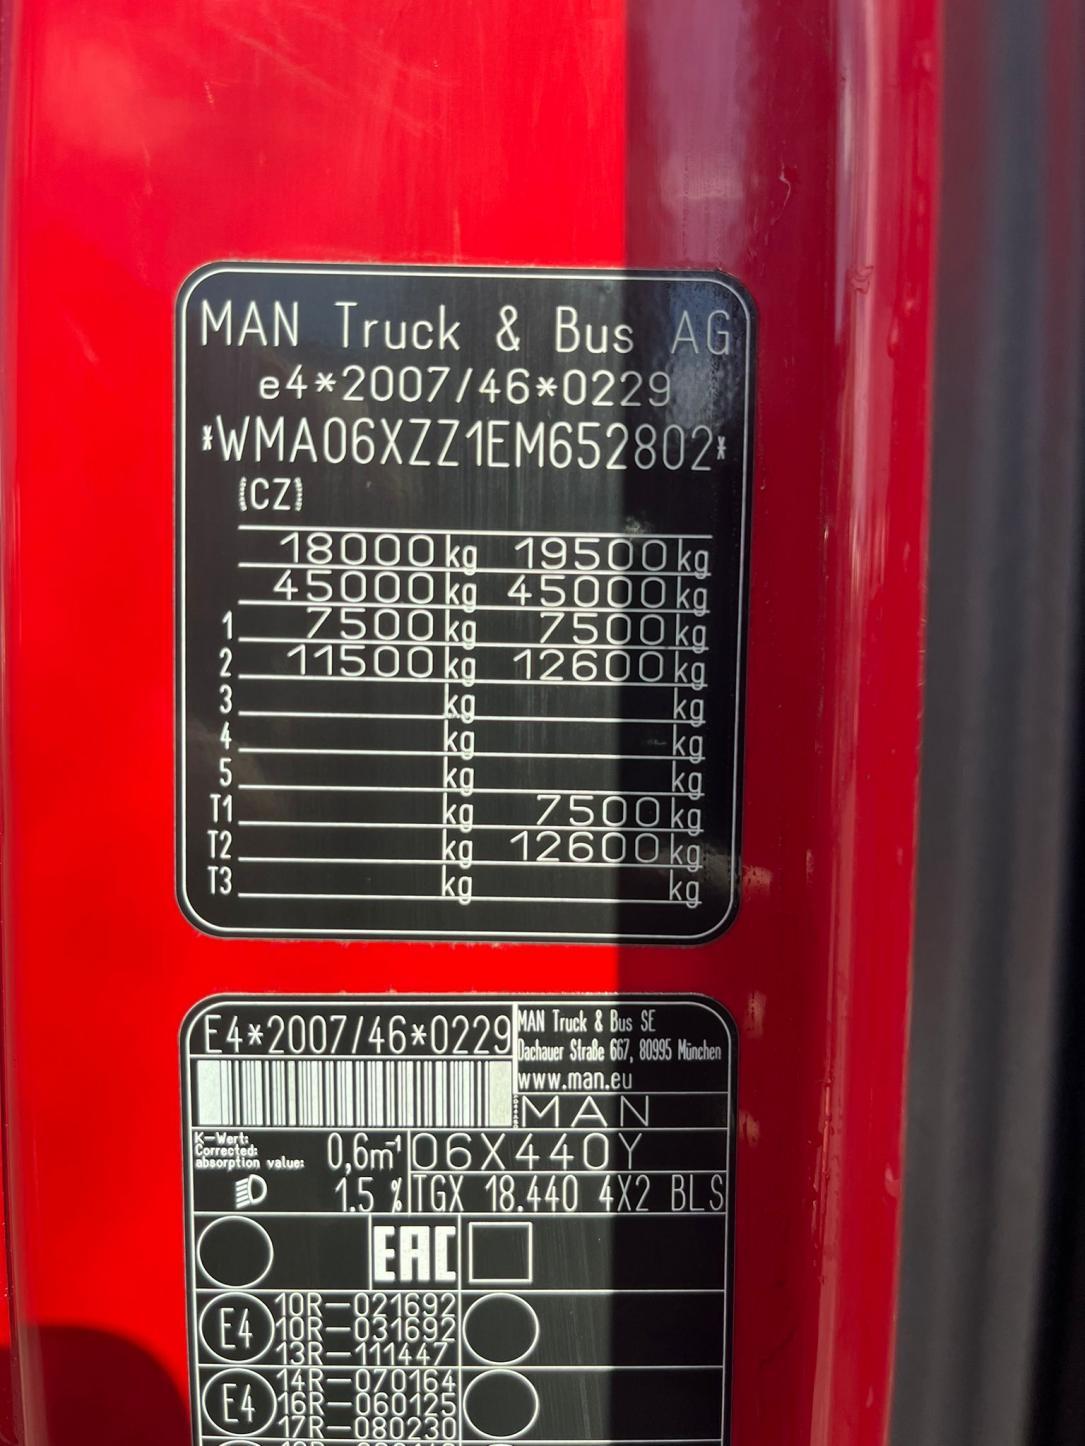 MAN Truck & Bus AG
e4*2007/46*0229
*WMA06XZZ1EM652802*
(CZ)
18000 kg 19500 kg
45000 kg 45000 kg
1 7500 kg 7500 kg
2 11500 kg 12600 kg
3 kg kg
4 kg kg
5 kg kg
T1 kg 7500 kg
T2 kg 12600 kg
T3 kg kg
E4*2007/46*0229
MAN Truck & Bus SE
Dachauer Straße 667, 80995 München
www.man.eu
MAN
K-Wert:
Corrected:
absorption value:
0,6m⁻¹
06X440Y
1.5 %
TGX 18.440 4X2 BLS
EAC
E4
10R-021692
10R-031692
13R-111447
E4
14R-070164
16R-060125
17R-080230